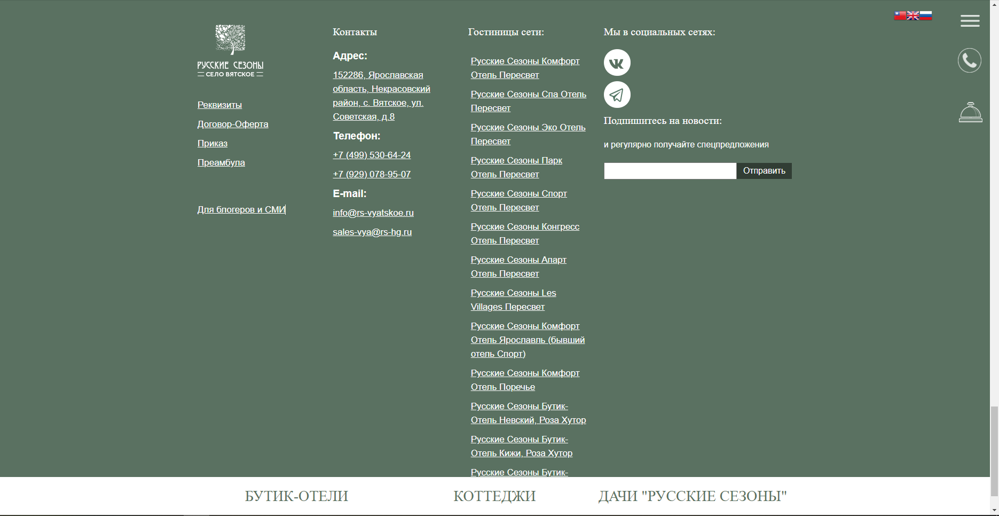 РУССКИЕ СЕЗОНЫ
СЕЛО ВЯТСКОЕ
Реквизиты
Договор-Оферта
Приказ
Преамбула
Для блогеров и СМИ
Контакты
Адрес:
152286, Ярославская
область, Некрасовский
район, с. Вятское, ул.
Советская, д.8
Телефон:
+7 (499) 530-64-24
+7 (929) 078-95-07
E-mail:
info@rs-vyatskoe.ru
sales-vya@rs-hg.ru
Гостиницы сети:
Русские Сезоны Комфорт
Отель Пересвет
Русские Сезоны Спа Отель
Пересвет
Русские Сезоны Эко Отель
Пересвет
Русские Сезоны Парк
Отель Пересвет
Русские Сезоны Спорт
Отель Пересвет
Русские Сезоны Конгресс
Отель Пересвет
Русские Сезоны Апарт
Отель Пересвет
Русские Сезоны Les
Villages Пересвет
Русские Сезоны Комфорт
Отель Ярославль (бывший
отель Спорт)
Русские Сезоны Комфорт
Отель Поречье
Русские Сезоны Бутик-
Отель Невский, Роза Хутор
Русские Сезоны Бутик-
Отель Кижи, Роза Хутор
Русские Сезоны Бутик-
Мы в социальных сетях:
Подпишитесь на новости:
и регулярно получайте спецпредложения
Отправить
БУТИК-ОТЕЛИ
КОТТЕДЖИ
ДАЧИ "РУССКИЕ СЕЗОНЫ"